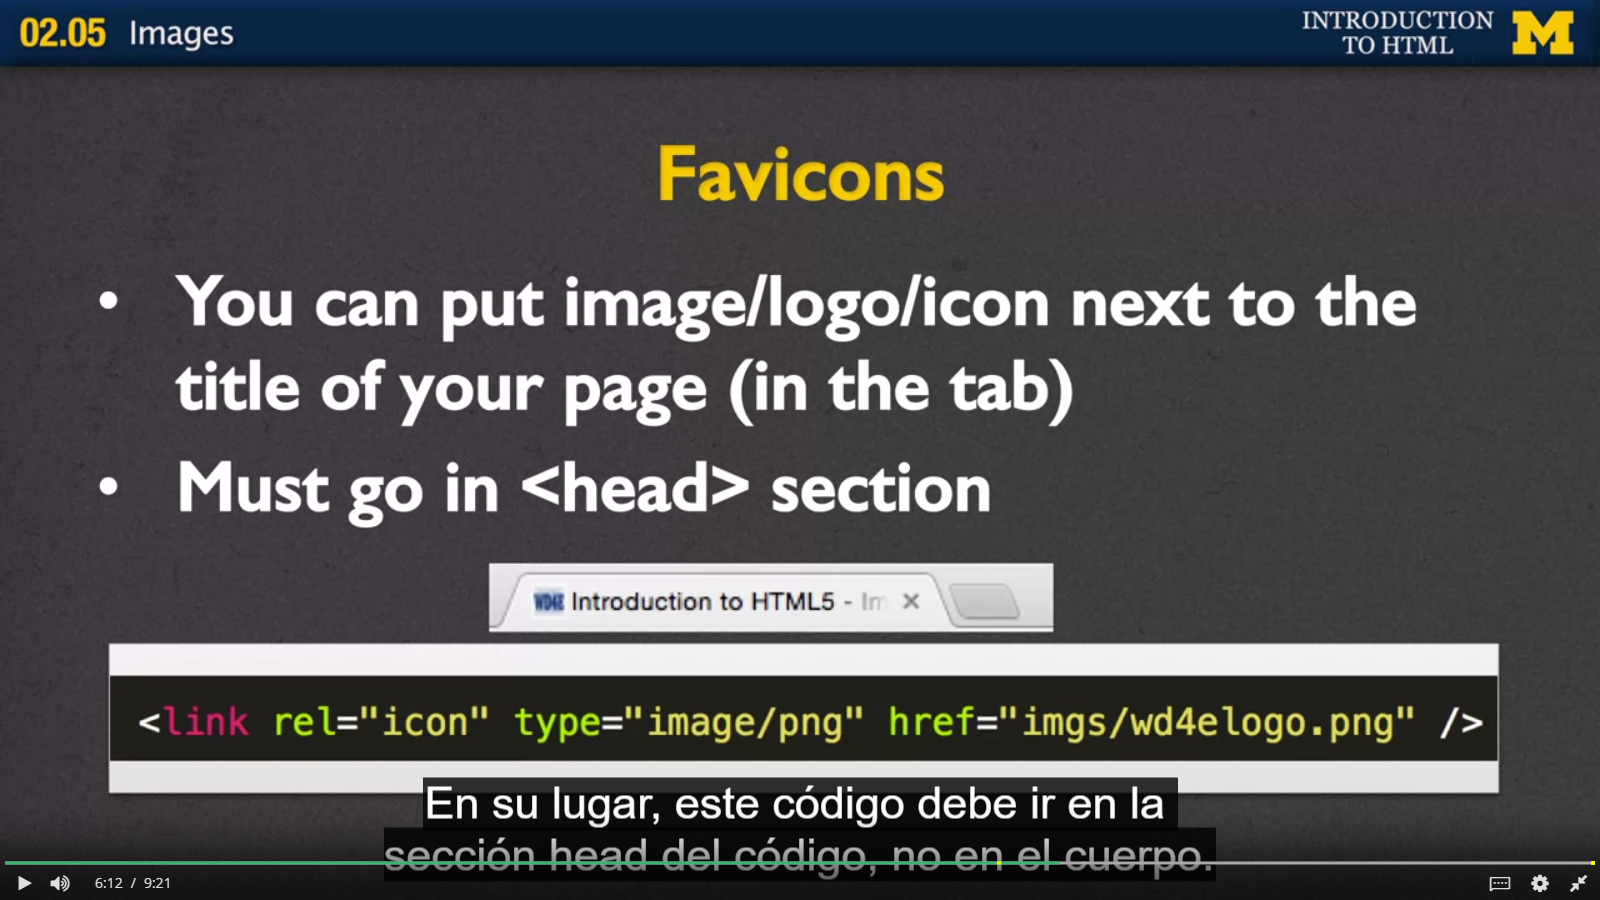 02.05 Images
INTRODUCTION
TO HTML
M
Favicons
• You can put image/logo/icon next to the
title of your page (in the tab)
• Must go in <head> section
WD4E Introduction to HTML5 - Im
<link rel="icon" type="image/png" href="imgs/wd4elogo.png" />
En su lugar, este código debe ir en la
sección head del código, no en el cuerpo.
6:12 / 9:21